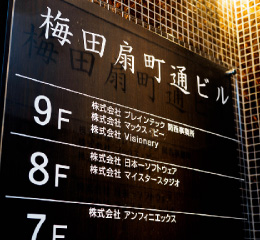 梅田扇町通ビル
9F
株式会社 ブレインテック 関西事業所
株式会社 マックス・ビー
株式会社 Visionary
8F
株式会社 日本一ソフトウェア
株式会社 マイスタースタジオ
7F
株式会社 アンフィニエックス